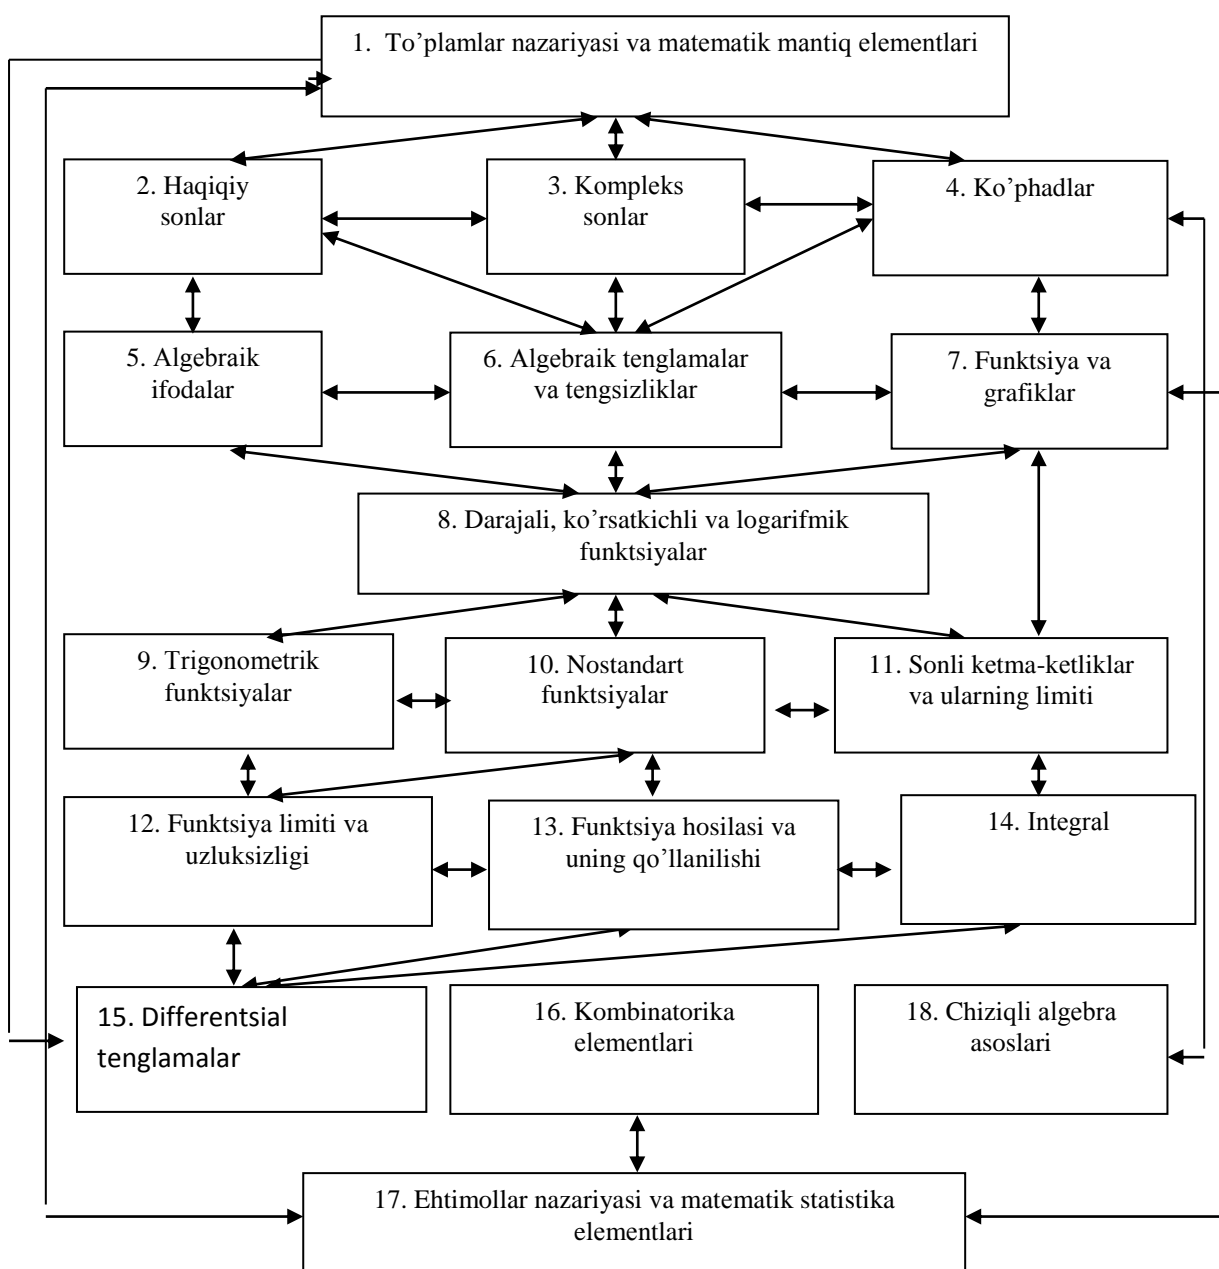 1. To’plamlar nazariyasi va matematik mantiq elementlari
2. Haqiqiy
sonlar
3. Kompleks
sonlar
4. Ko’phadlar
5. Algebraik
ifodalar
6. Algebraik tenglamalar
va tengsizliklar
7. Funktsiya va
grafiklar
8. Darajali, ko’rsatkichli va logarifmik
funktsiyalar
9. Trigonometrik
funktsiyalar
10. Nostandart
funktsiyalar
11. Sonli ketma-ketliklar
va ularning limiti
12. Funktsiya limiti va
uzluksizligi
13. Funktsiya hosilasi va
uning qo’llanilishi
14. Integral
15. Differentsial
tenglamalar
16. Kombinatorika
elementlari
18. Chiziqli algebra
asoslari
17. Ehtimollar nazariyasi va matematik statistika
elementlari